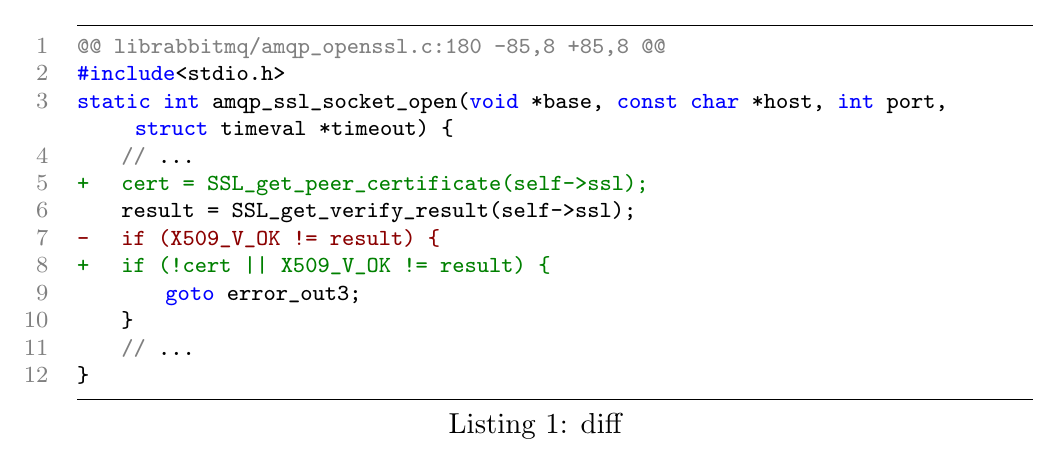 1 @@ librabbitmq/amqp_openssl.c:180 -85,8 +85,8 @@
2 #include<stdio.h>
3 static int amqp_ssl_socket_open(void *base, const char *host, int port,
struct timeval *timeout) {
4 // ...
5 + cert = SSL_get_peer_certificate(self->ssl);
6 result = SSL_get_verify_result(self->ssl);
7 - if (X509_V_OK != result) {
8 + if (!cert || X509_V_OK != result) {
9 goto error_out3;
10 }
11 // ...
12 }
Listing 1: diff